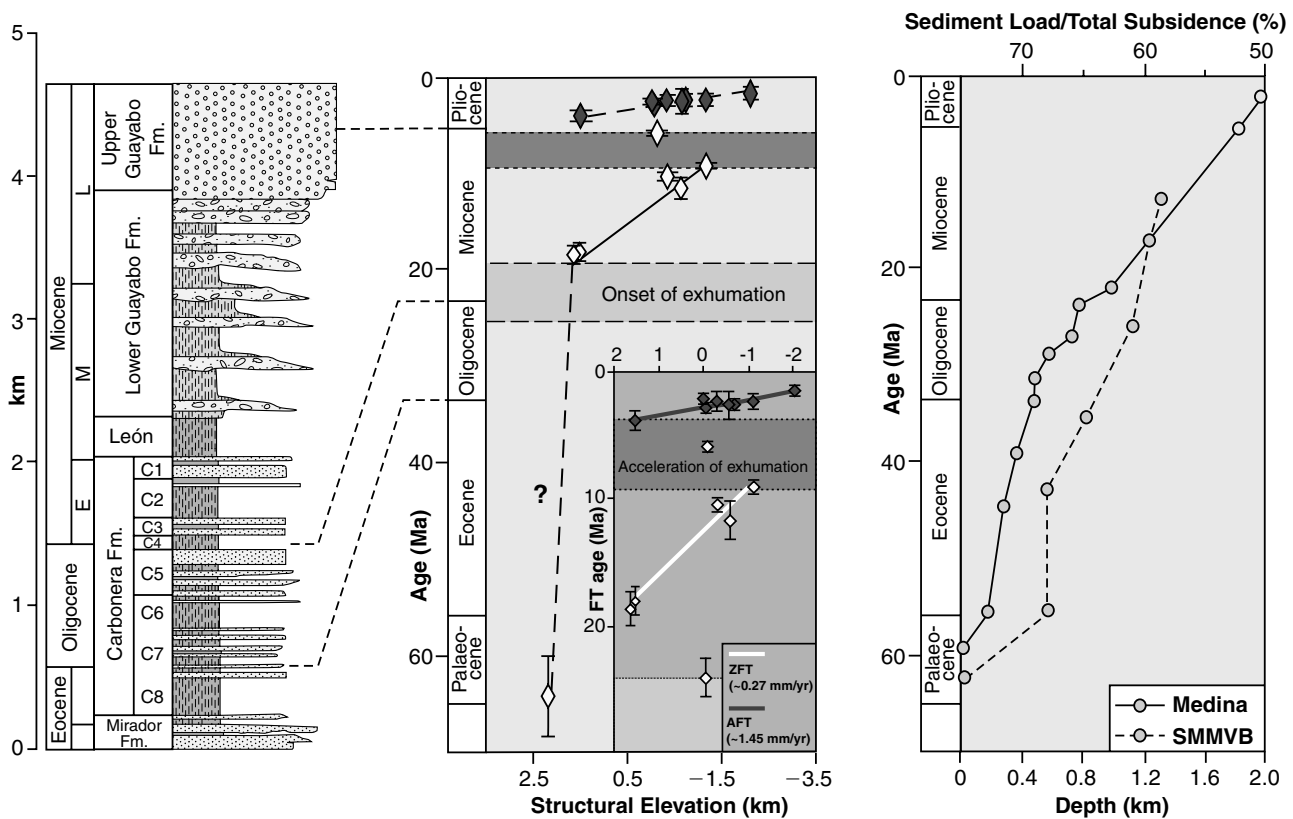 5
4
3
2
1
0
km
Miocene
Oligocene
Eocene
L
M
E
Upper
Guayabo
Fm.
Lower Guayabo Fm.
León
Carbonera Fm.
C1
C2
C3
C4
C5
C6
C7
C8
Mirador
Fm.
0
20
40
60
Age (Ma)
Plio-
cene
Miocene
Oligocene
Eocene
Palaeo-
cene
Onset of exhumation
?
2 1 0 -1 -2
0
10
20
FT age (Ma)
Acceleration of exhumation
ZFT
(~0.27 mm/yr)
AFT
(~1.45 mm/yr)
2.5 0.5 −1.5 −3.5
Structural Elevation (km)
Sediment Load/Total Subsidence (%)
70 60 50
0
20
40
60
Age (Ma)
Plio-
cene
Miocene
Oligocene
Eocene
Palaeo-
cene
Medina
SMMVB
0 0.4 0.8 1.2 1.6 2.0
Depth (km)